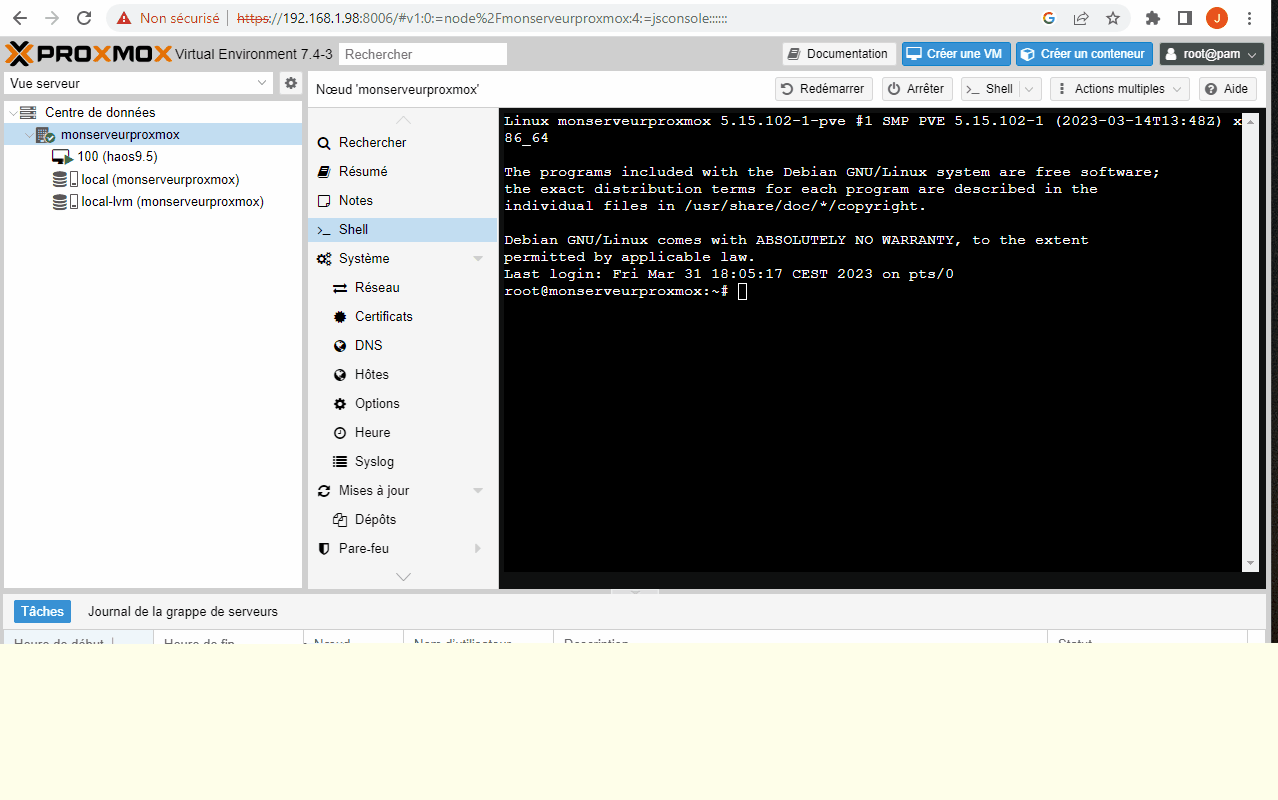 Non sécurisé
https://192.168.1.98:8006/#v1:0:=node%2Fmonserveurproxmox:4:=jsconsole::::::
J
PROXMOX Virtual Environment 7.4-3
Rechercher
Documentation
Créer une VM
Créer un conteneur
root@pam
Vue serveur
Centre de données
monserveurproxmox
100 (haos9.5)
local (monserveurproxmox)
local-lvm (monserveurproxmox)
Nœud 'monserveurproxmox'
Redémarrer
Arrêter
Shell
Actions multiples
Aide
Rechercher
Résumé
Notes
Shell
Système
Réseau
Certificats
DNS
Hôtes
Options
Heure
Syslog
Mises à jour
Dépôts
Pare-feu
Linux monserveurproxmox 5.15.102-1-pve #1 SMP PVE 5.15.102-1 (2023-03-14T13:48Z) x
86_64
The programs included with the Debian GNU/Linux system are free software;
the exact distribution terms for each program are described in the
individual files in /usr/share/doc/*/copyright.
Debian GNU/Linux comes with ABSOLUTELY NO WARRANTY, to the extent
permitted by applicable law.
Last login: Fri Mar 31 18:05:17 CEST 2023 on pts/0
root@monserveurproxmox:~#
Tâches
Journal de la grappe de serveurs
Heure de début
Heure de fin
Nœud
Nom d'utilisateur
Description
Statut